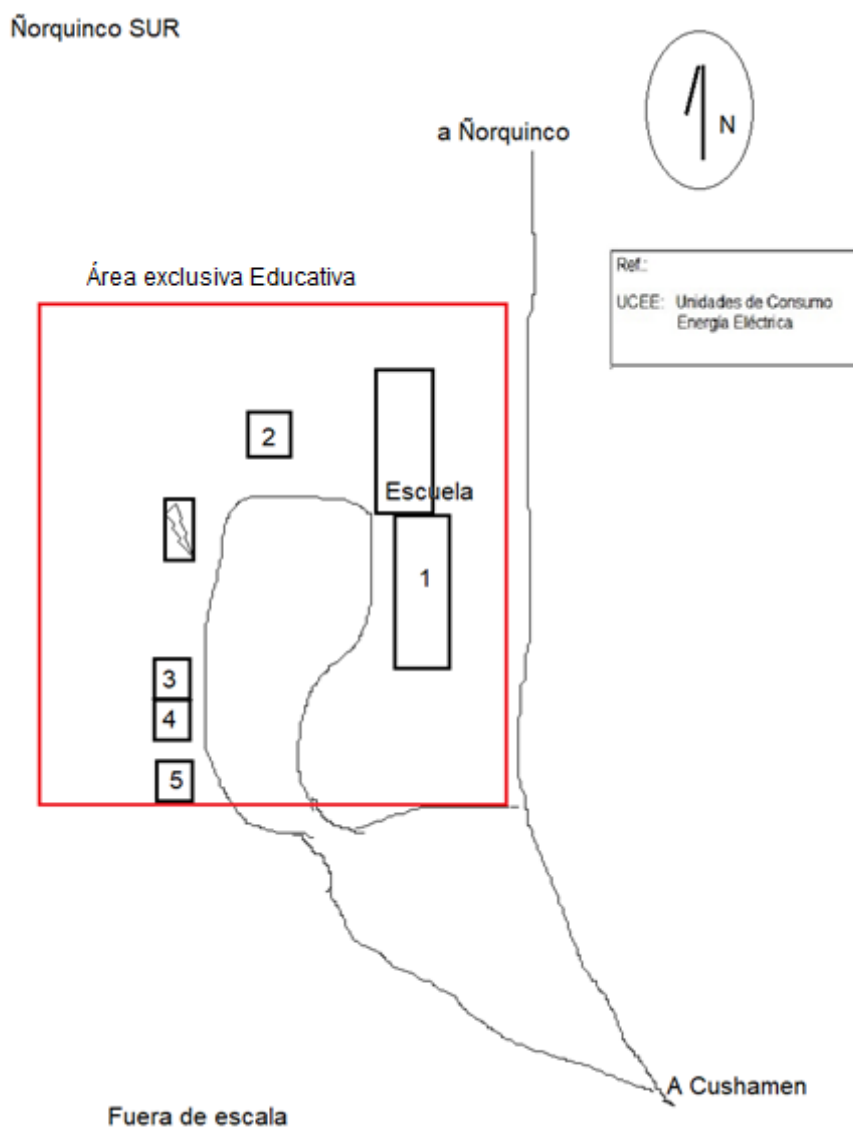 Ñorquinco SUR
a Ñorquinco
N
Ref.:
UCEE: Unidades de Consumo
Energía Eléctrica
Área exclusiva Educativa
2
Escuela
1
3
4
5
A Cushamen
Fuera de escala